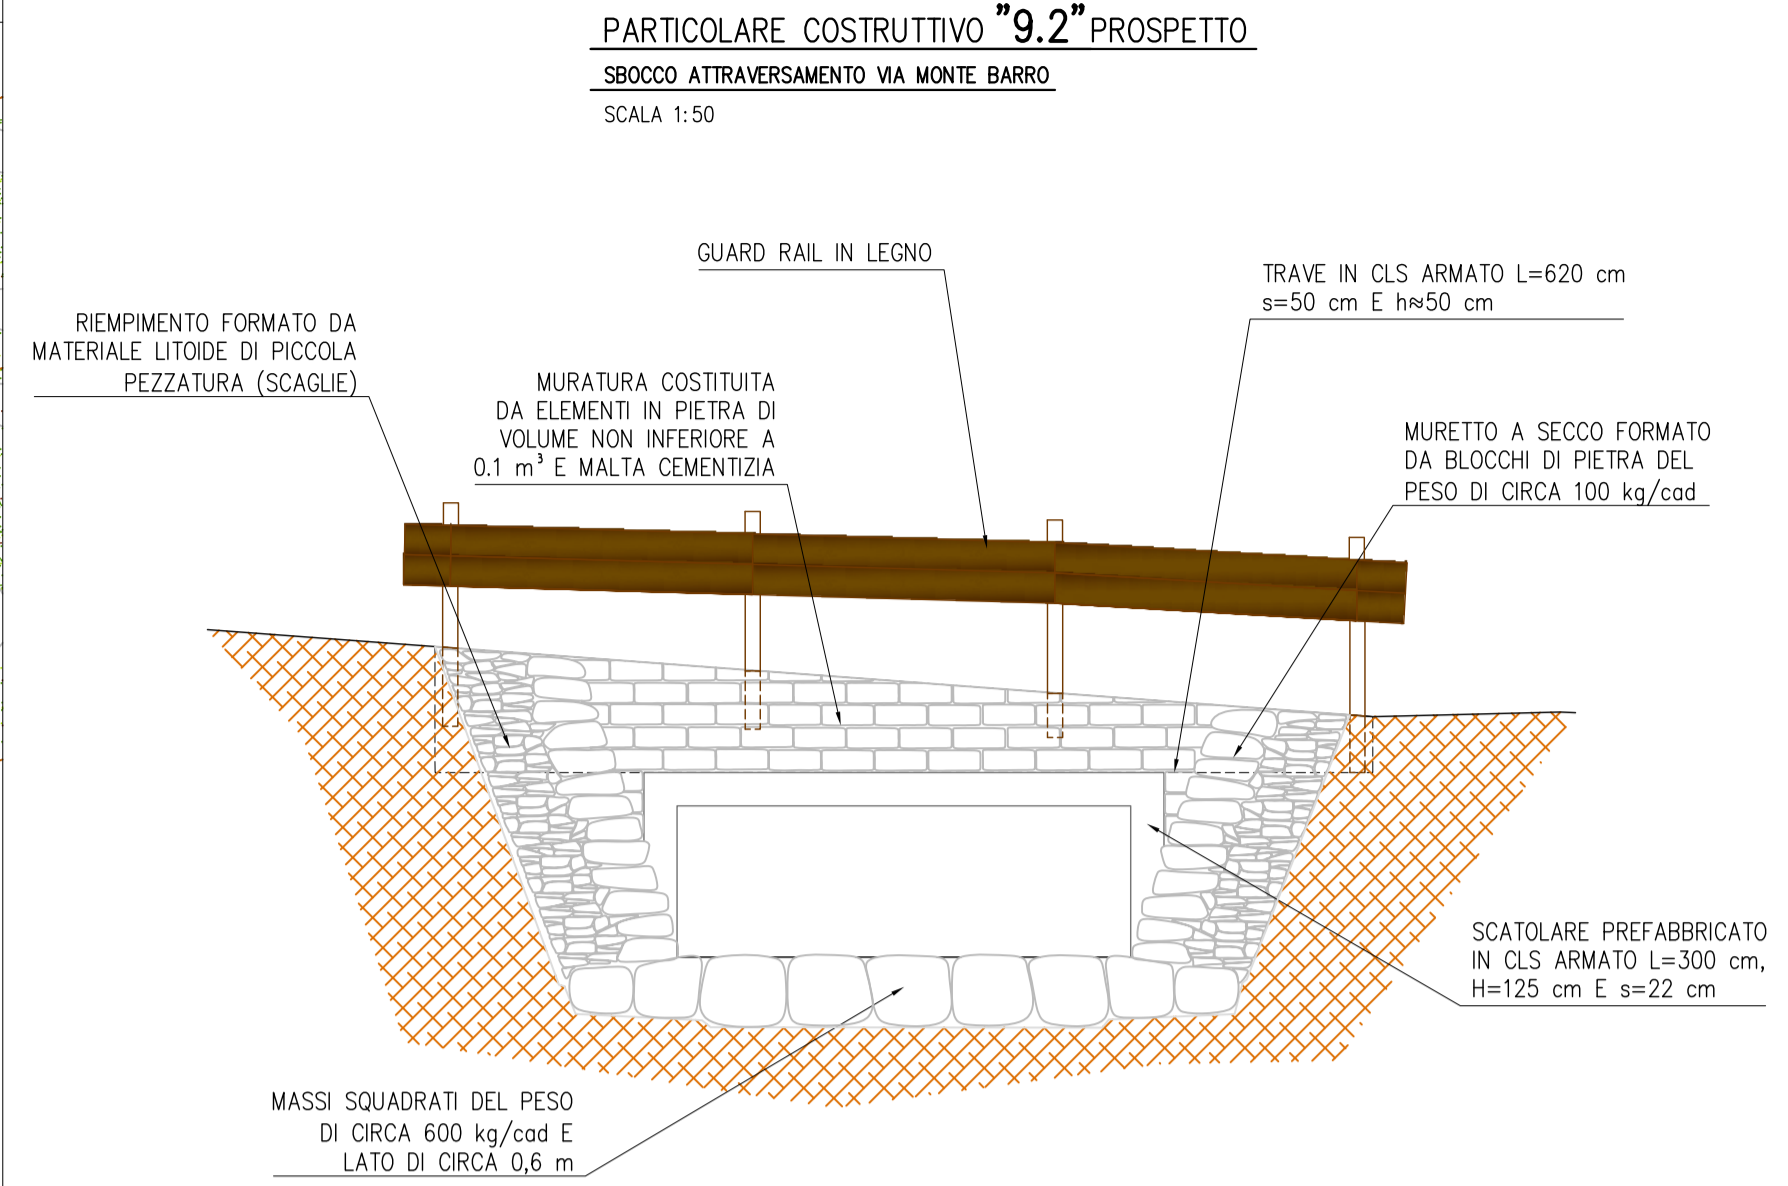 PARTICOLARE COSTRUTTIVO "9.2" PROSPETTO
SBOCCO ATTRAVERSAMENTO VIA MONTE BARRO
SCALA 1:50
GUARD RAIL IN LEGNO
TRAVE IN CLS ARMATO L=620 cm
s=50 cm E h≈50 cm
RIEMPIMENTO FORMATO DA
MATERIALE LITOIDE DI PICCOLA
PEZZATURA (SCAGLIE)
MURATURA COSTITUITA
DA ELEMENTI IN PIETRA DI
VOLUME NON INFERIORE A
0.1 m³ E MALTA CEMENTIZIA
MURETTO A SECCO FORMATO
DA BLOCCHI DI PIETRA DEL
PESO DI CIRCA 100 kg/cad
SCATOLARE PREFABBRICATO
IN CLS ARMATO L=300 cm,
H=125 cm E s=22 cm
MASSI SQUADRATI DEL PESO
DI CIRCA 600 kg/cad E
LATO DI CIRCA 0,6 m